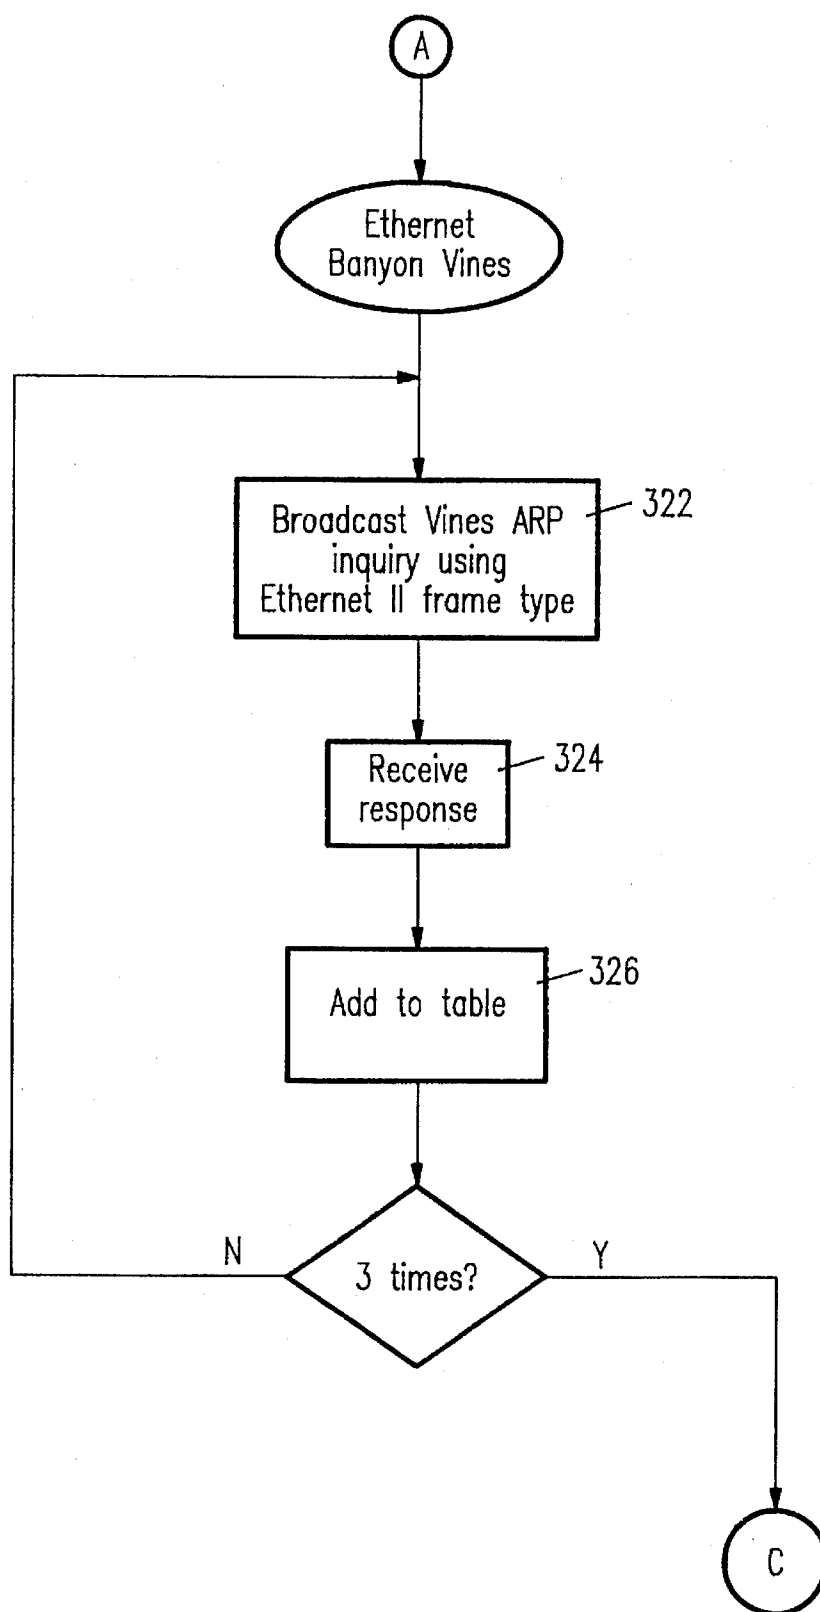 A
Ethernet
Banyon Vines
Broadcast Vines ARP
inquiry using
Ethernet II frame type
322
Receive
response
324
Add to table
326
3 times?
N
Y
C